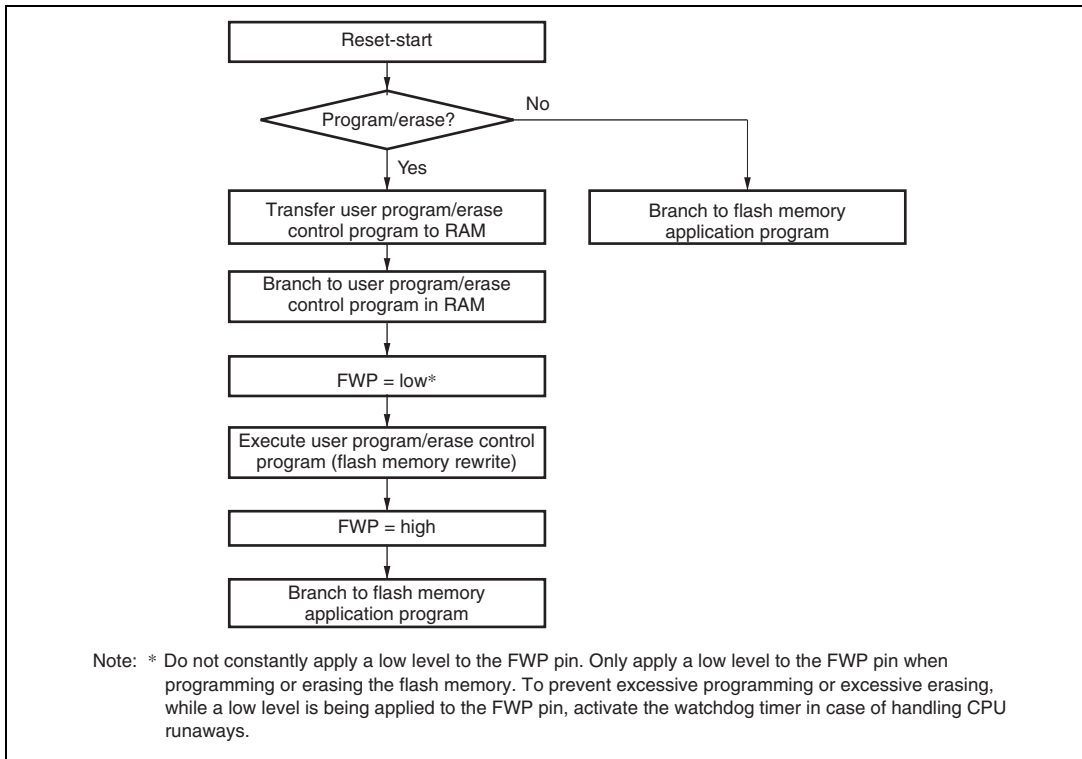 Reset-start
Program/erase?
No
Yes
Transfer user program/erase
control program to RAM
Branch to flash memory
application program
Branch to user program/erase
control program in RAM
FWP = low*
Execute user program/erase control
program (flash memory rewrite)
FWP = high
Branch to flash memory
application program
Note: * Do not constantly apply a low level to the FWP pin. Only apply a low level to the FWP pin when
programming or erasing the flash memory. To prevent excessive programming or excessive erasing,
while a low level is being applied to the FWP pin, activate the watchdog timer in case of handling CPU
runaways.